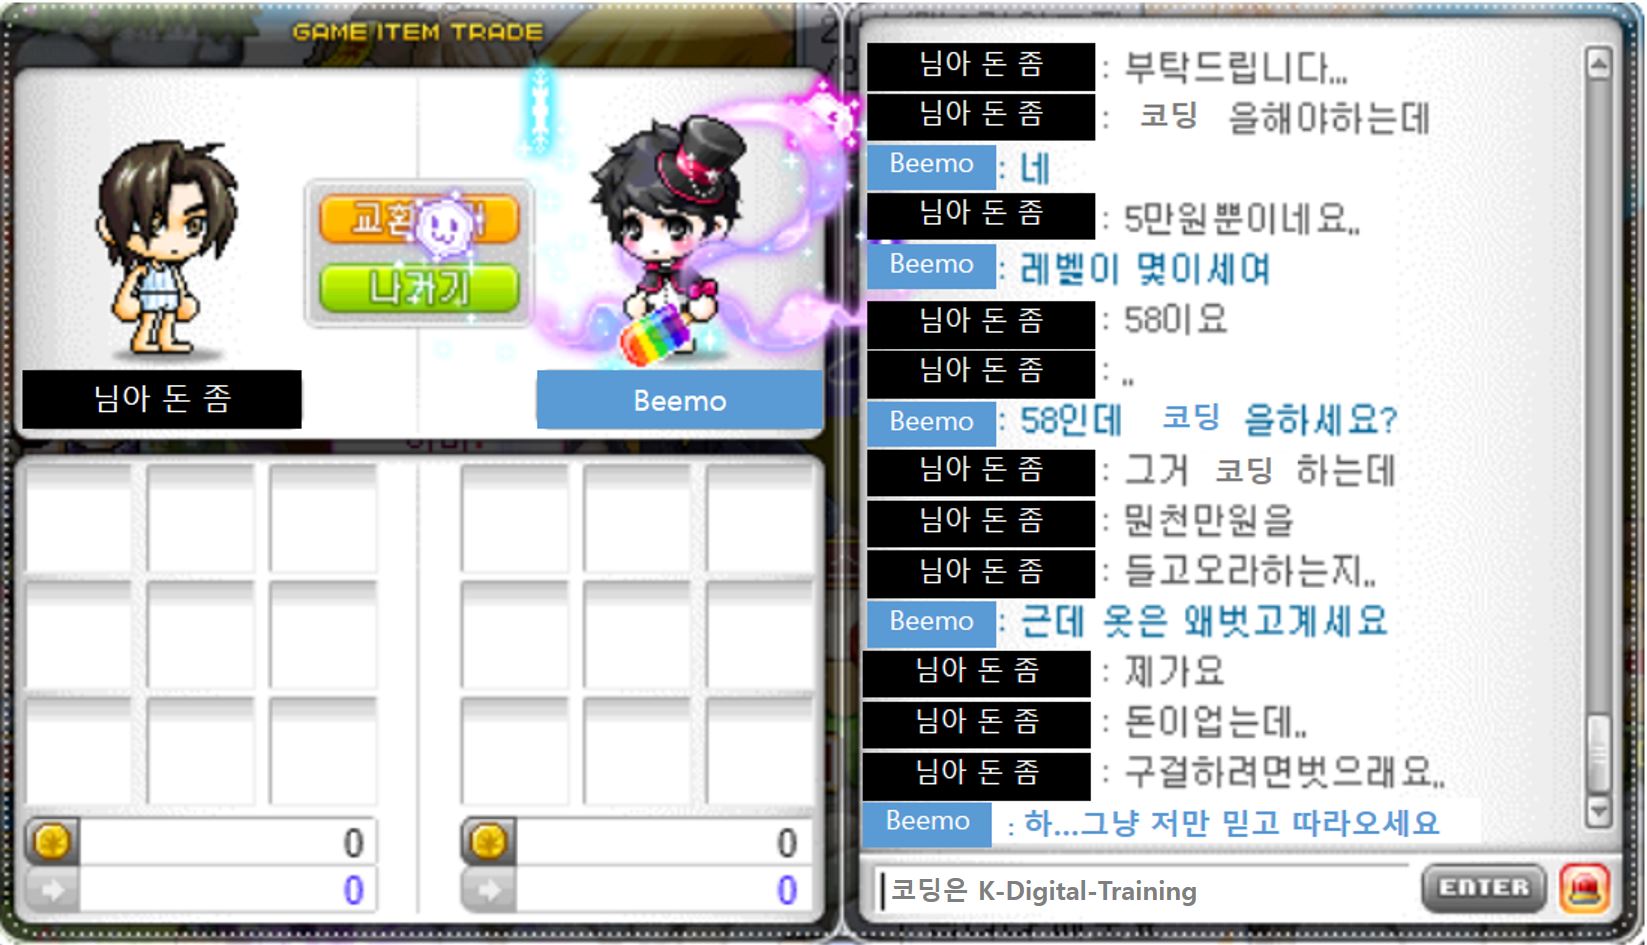 GAME ITEM TRADE
나가기
님아 돈 좀
Beemo
0
0
0
0
님아 돈 좀 : 부탁드립니다...
님아 돈 좀 : 코딩 을해야하는데
Beemo : 네
님아 돈 좀 : 5만원뿐이네요..
Beemo : 레벨이 몇이세여
님아 돈 좀 : 58이요
님아 돈 좀 : ..
Beemo : 58인데 코딩 을하세요?
님아 돈 좀 : 그거 코딩 하는데
님아 돈 좀 : 뭔천만원을
님아 돈 좀 : 들고오라하는지..
Beemo : 근데 옷은 왜벗고계세요
님아 돈 좀 : 제가요
님아 돈 좀 : 돈이업는데..
님아 돈 좀 : 구걸하려면벗으래요..
Beemo : 하...그냥 저만 믿고 따라오세요
코딩은 K-Digital-Training
ENTER